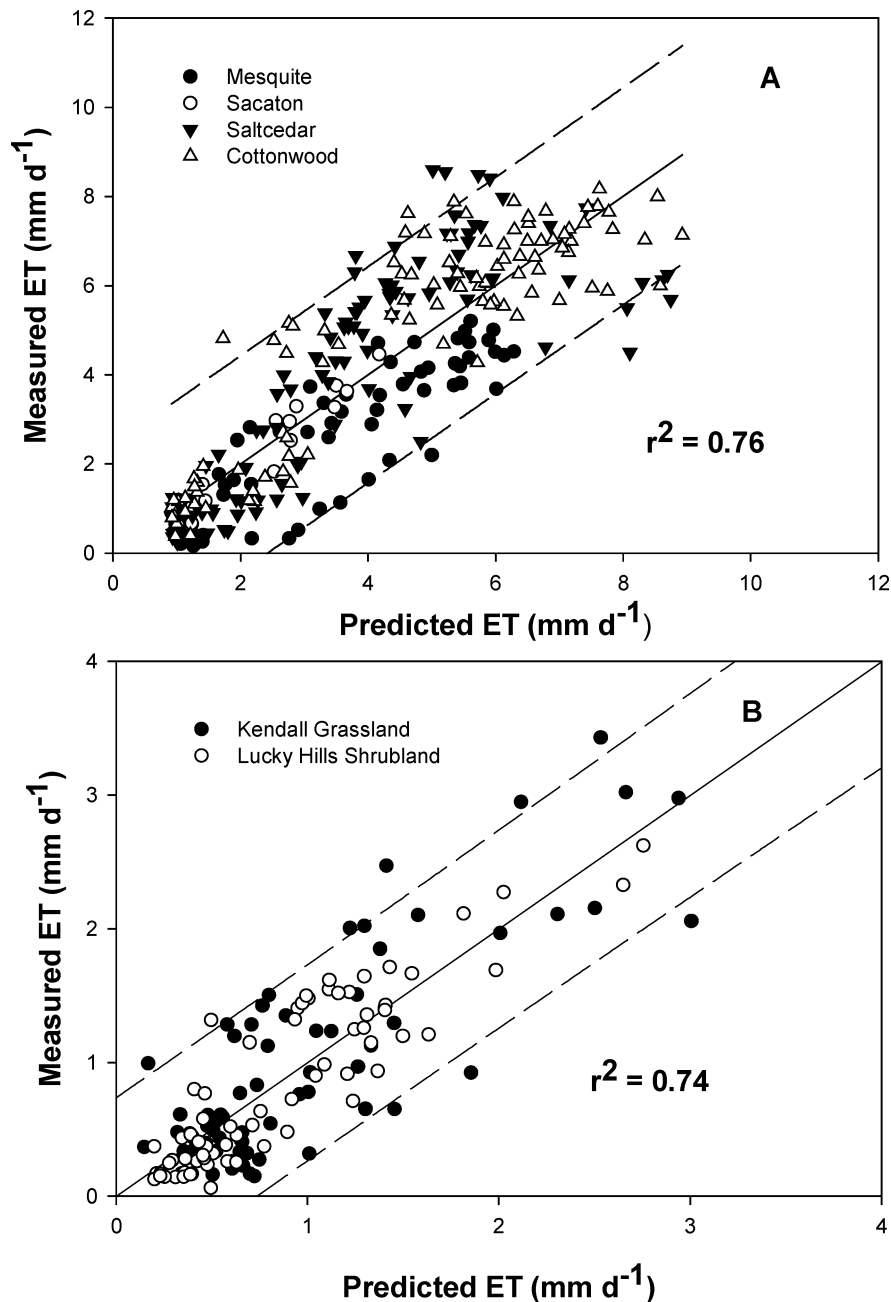 A
Mesquite
Sacaton
Saltcedar
Cottonwood
12
10
8
6
4
2
0
Measured ET (mm d-1)
r2 = 0.76
0 2 4 6 8 10 12
Predicted ET (mm d-1)
B
Kendall Grassland
Lucky Hills Shrubland
4
3
2
1
0
Measured ET (mm d-1)
r2 = 0.74
0 1 2 3 4
Predicted ET (mm d-1)